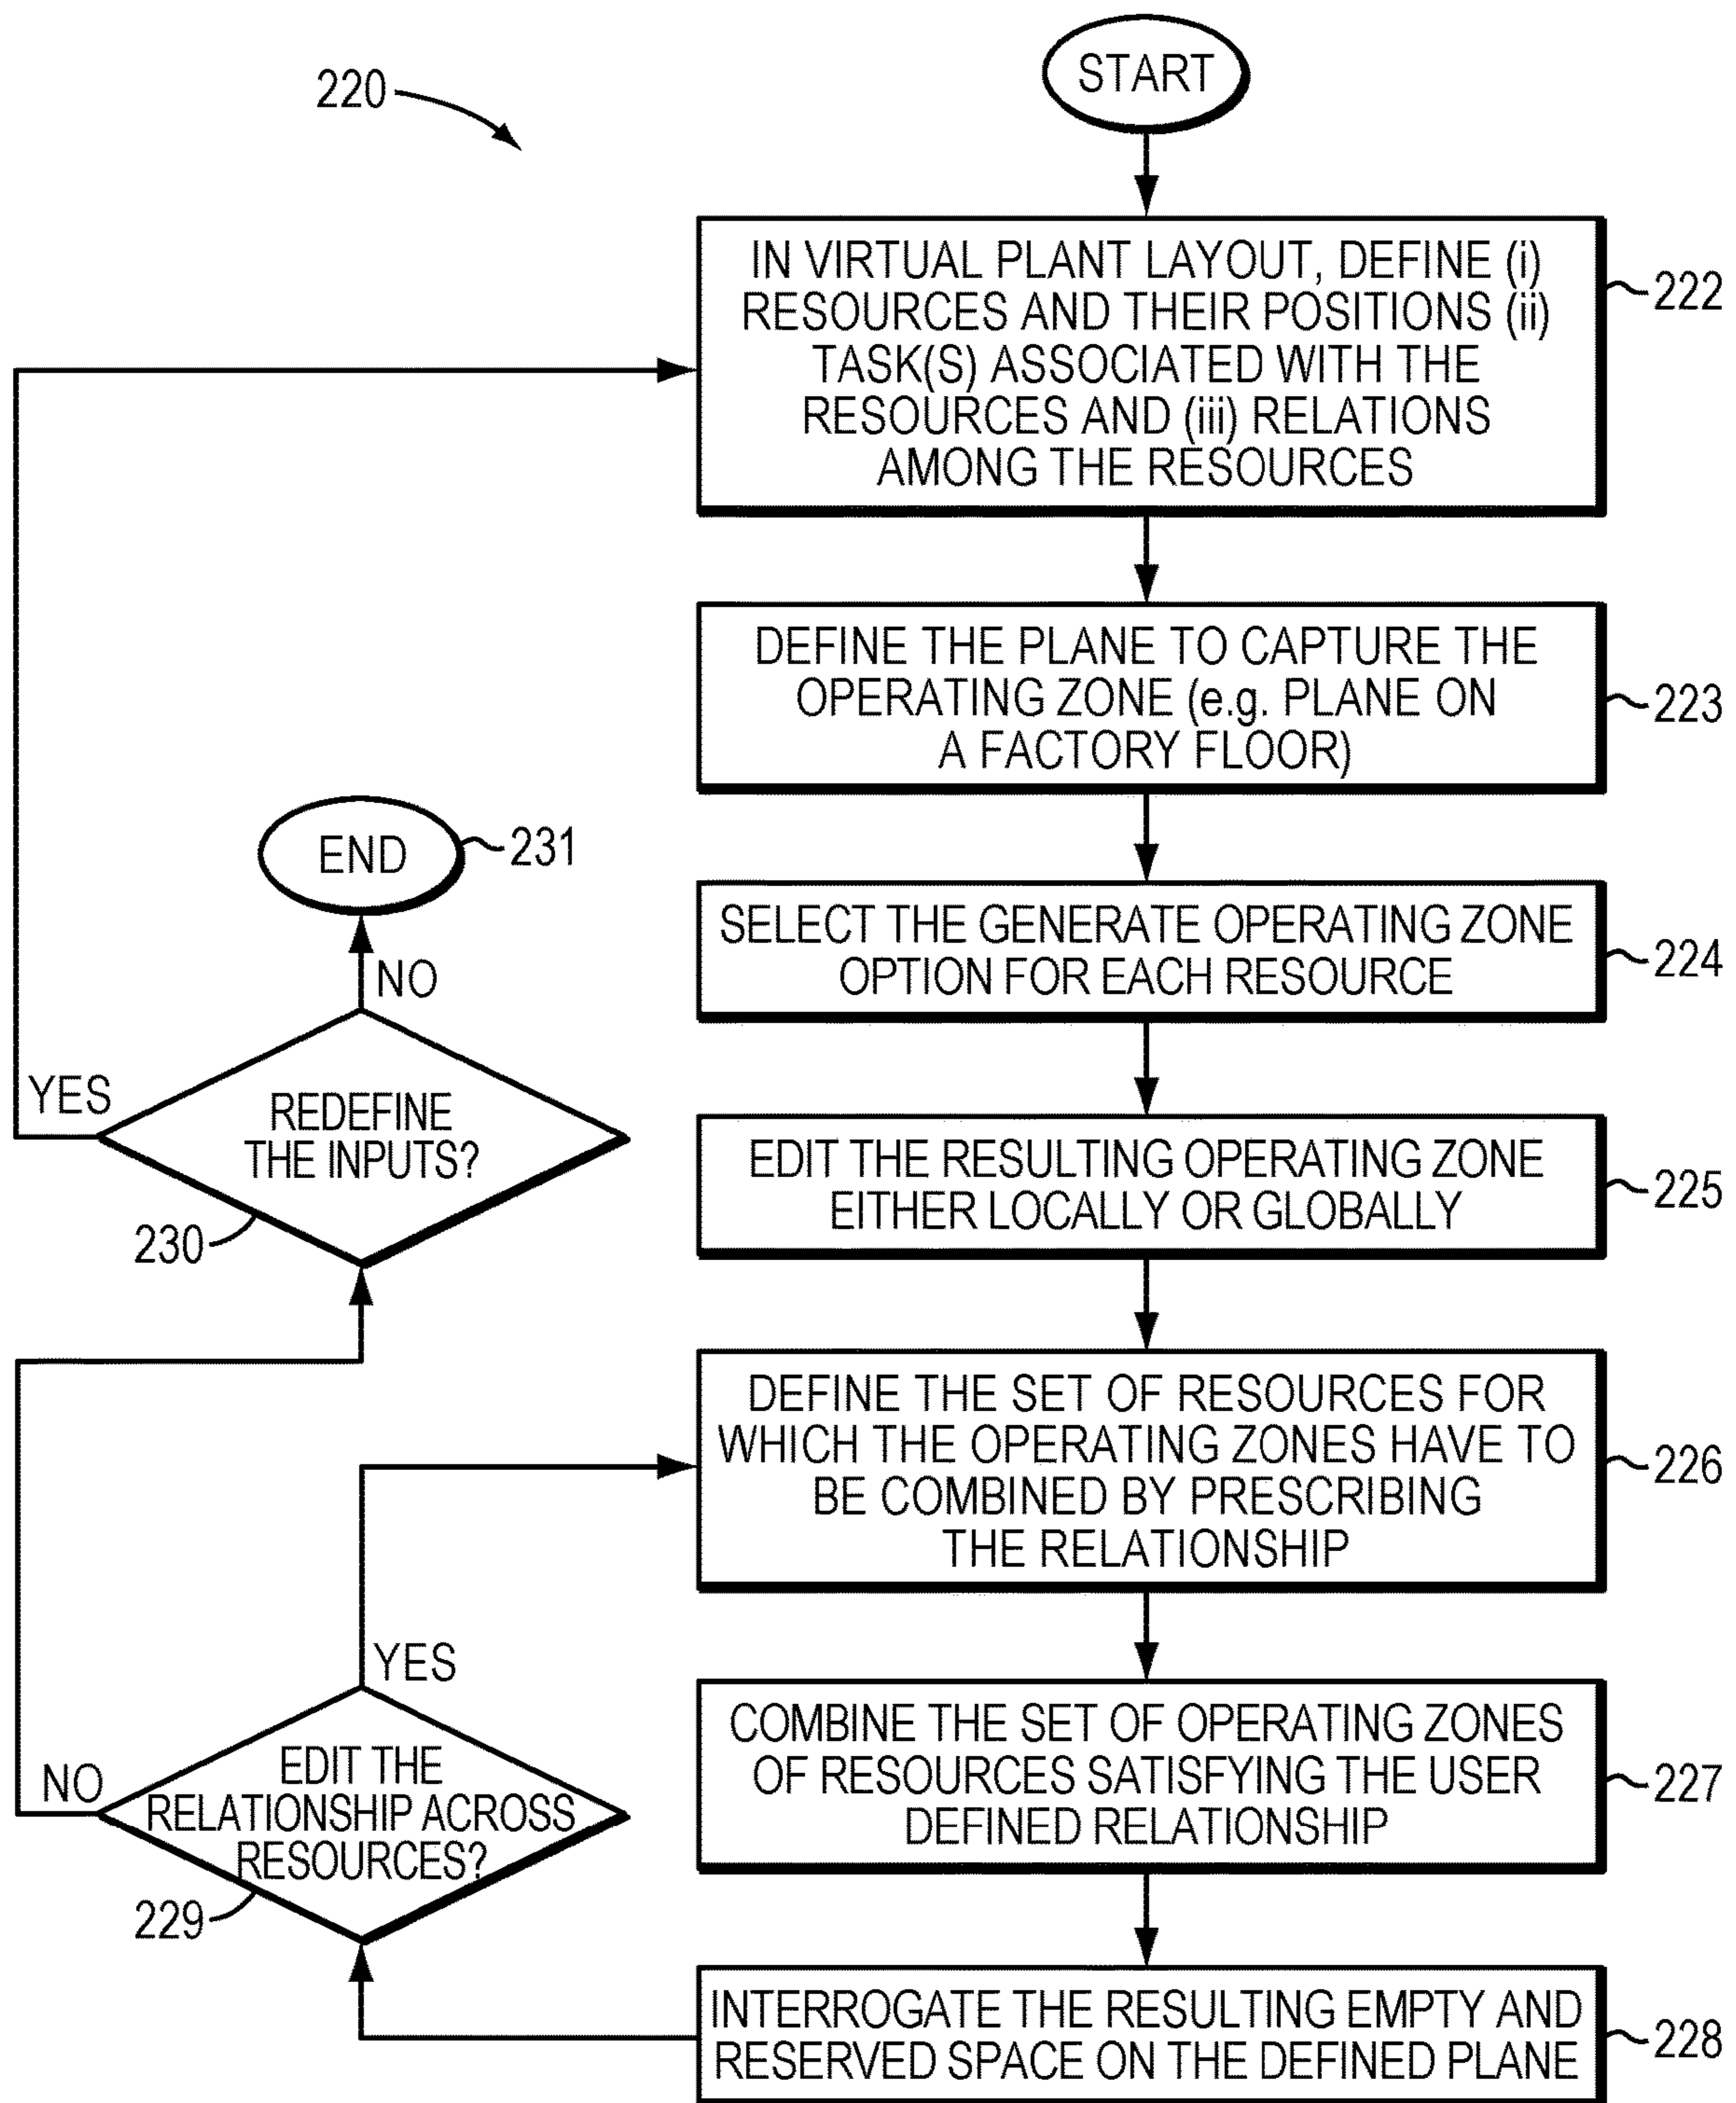 220
START
IN VIRTUAL PLANT LAYOUT, DEFINE (i)
RESOURCES AND THEIR POSITIONS (ii)
TASK(S) ASSOCIATED WITH THE
RESOURCES AND (iii) RELATIONS
AMONG THE RESOURCES
222
DEFINE THE PLANE TO CAPTURE THE
OPERATING ZONE (e.g. PLANE ON
A FACTORY FLOOR)
223
SELECT THE GENERATE OPERATING ZONE
OPTION FOR EACH RESOURCE
224
EDIT THE RESULTING OPERATING ZONE
EITHER LOCALLY OR GLOBALLY
225
DEFINE THE SET OF RESOURCES FOR
WHICH THE OPERATING ZONES HAVE TO
BE COMBINED BY PRESCRIBING
THE RELATIONSHIP
226
COMBINE THE SET OF OPERATING ZONES
OF RESOURCES SATISFYING THE USER
DEFINED RELATIONSHIP
227
INTERROGATE THE RESULTING EMPTY AND
RESERVED SPACE ON THE DEFINED PLANE
228
EDIT THE
RELATIONSHIP ACROSS
RESOURCES?
229
YES
NO
REDEFINE
THE INPUTS?
230
YES
NO
END
231